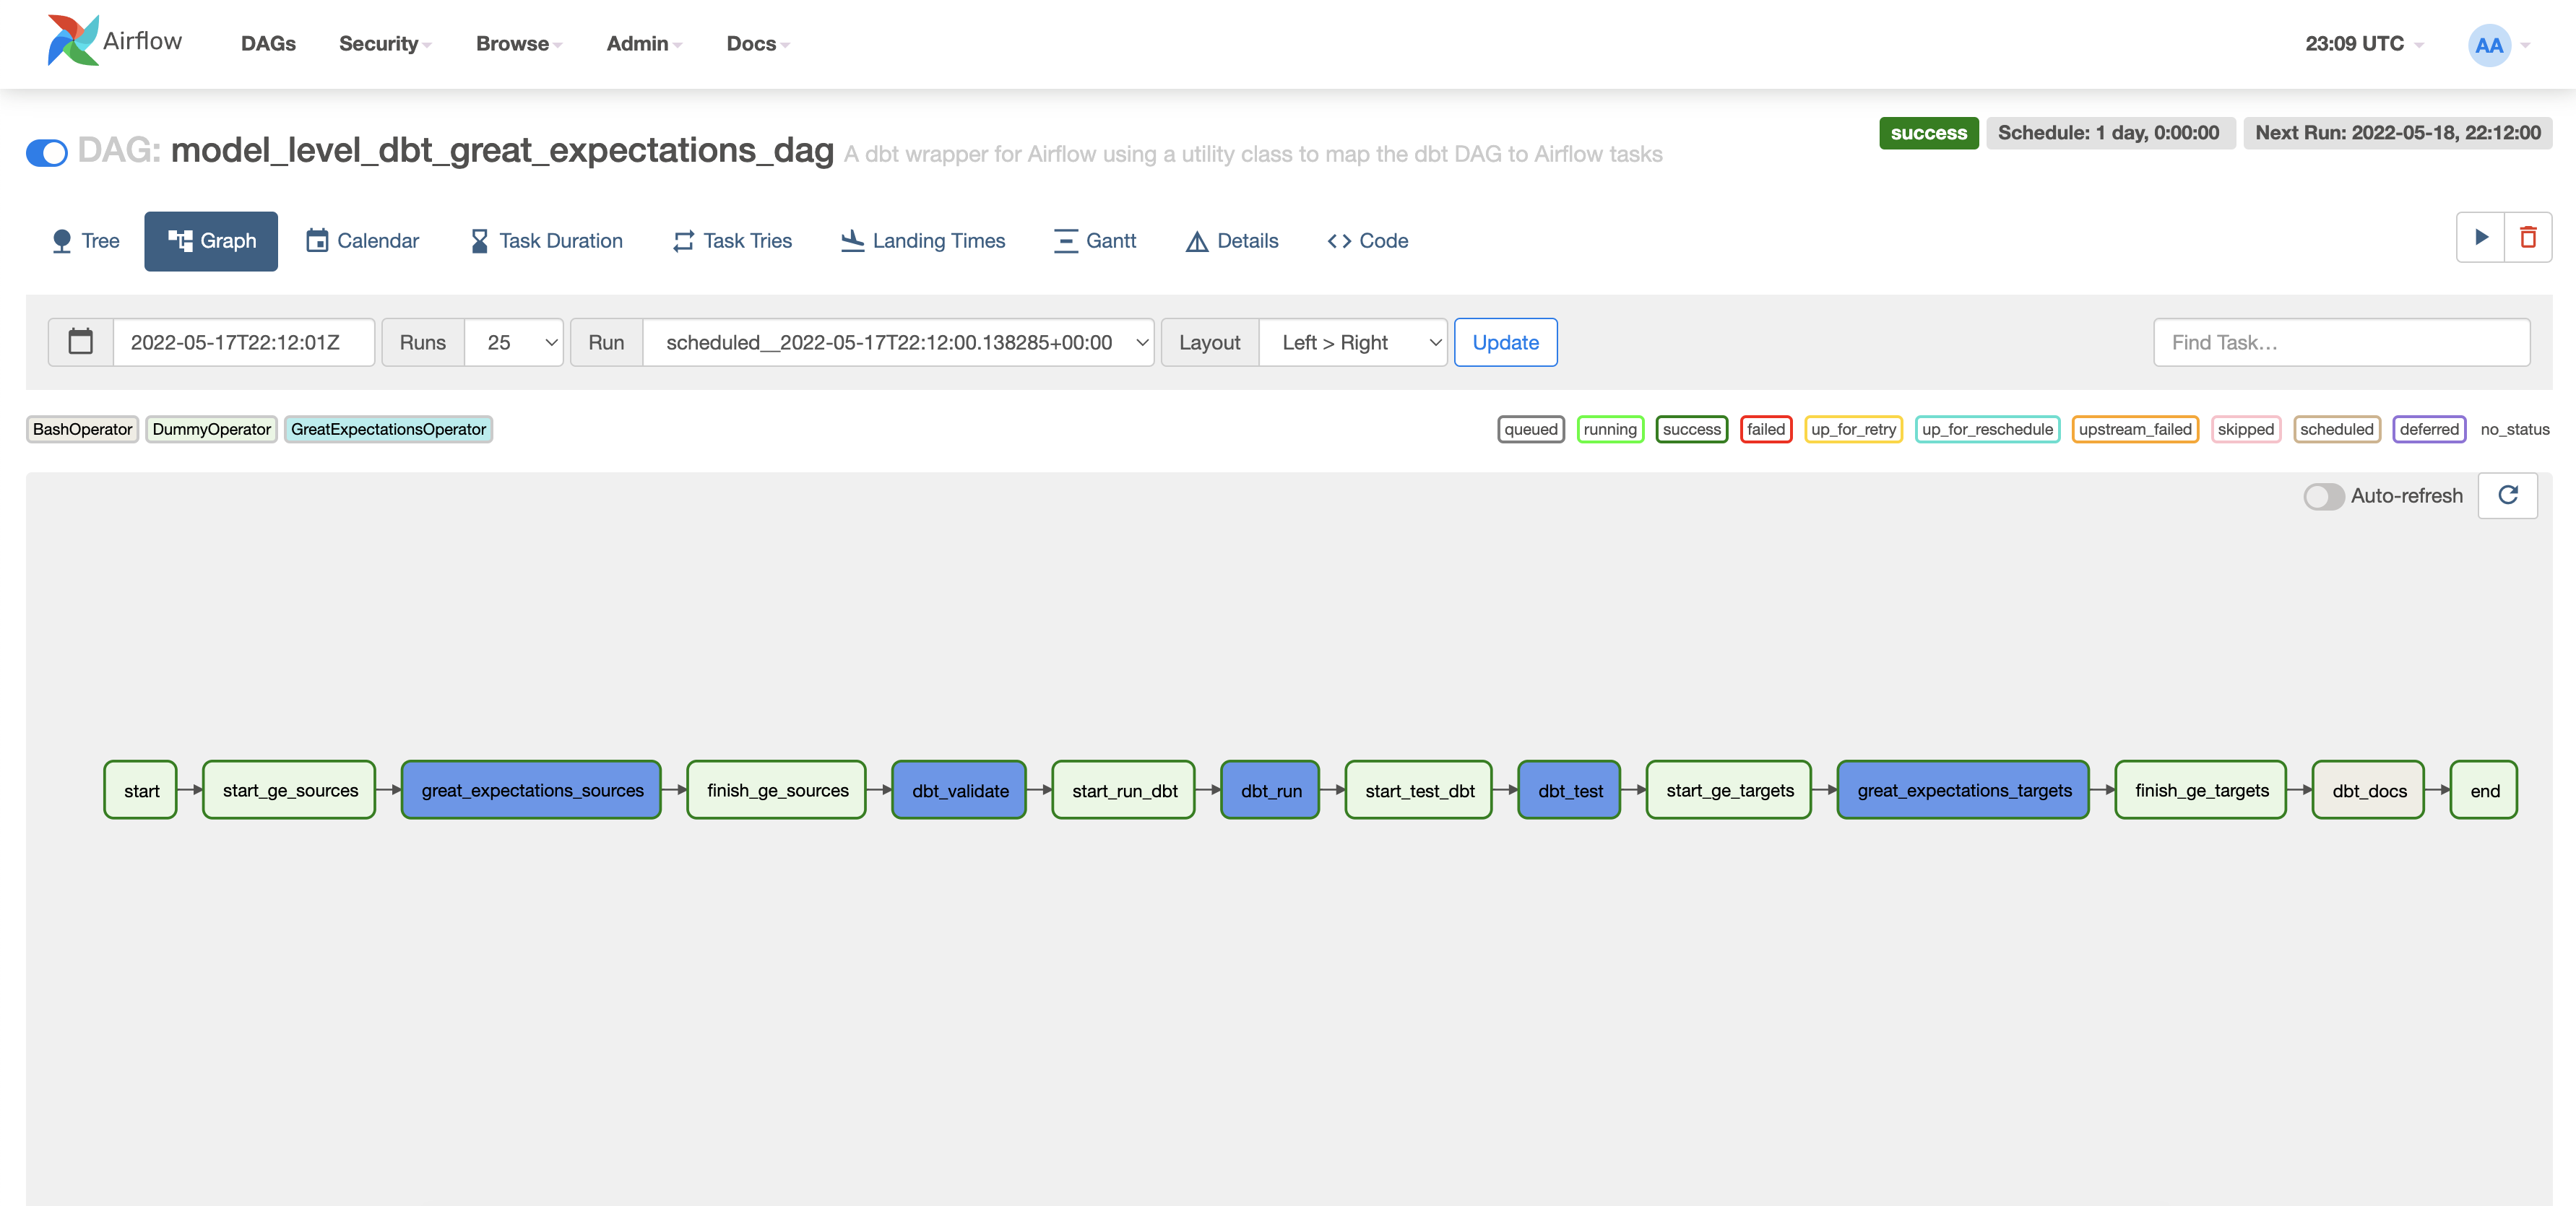 Airflow DAGs Security Browse Admin Docs 23:09 UTC AA
DAG: model_level_dbt_great_expectations_dag A dbt wrapper for Airflow using a utility class to map the dbt DAG to Airflow tasks success Schedule: 1 day, 0:00:00 Next Run: 2022-05-18, 22:12:00
Tree Graph Calendar Task Duration Task Tries Landing Times Gantt Details Code
2022-05-17T22:12:01Z Runs 25 Run scheduled__2022-05-17T22:12:00.138285+00:00 Layout Left > Right Update Find Task…
BashOperator DummyOperator GreatExpectationsOperator queued running success failed up_for_retry up_for_reschedule upstream_failed skipped scheduled deferred no_status
Auto-refresh
start start_ge_sources great_expectations_sources finish_ge_sources dbt_validate start_run_dbt dbt_run start_test_dbt dbt_test start_ge_targets great_expectations_targets finish_ge_targets dbt_docs end